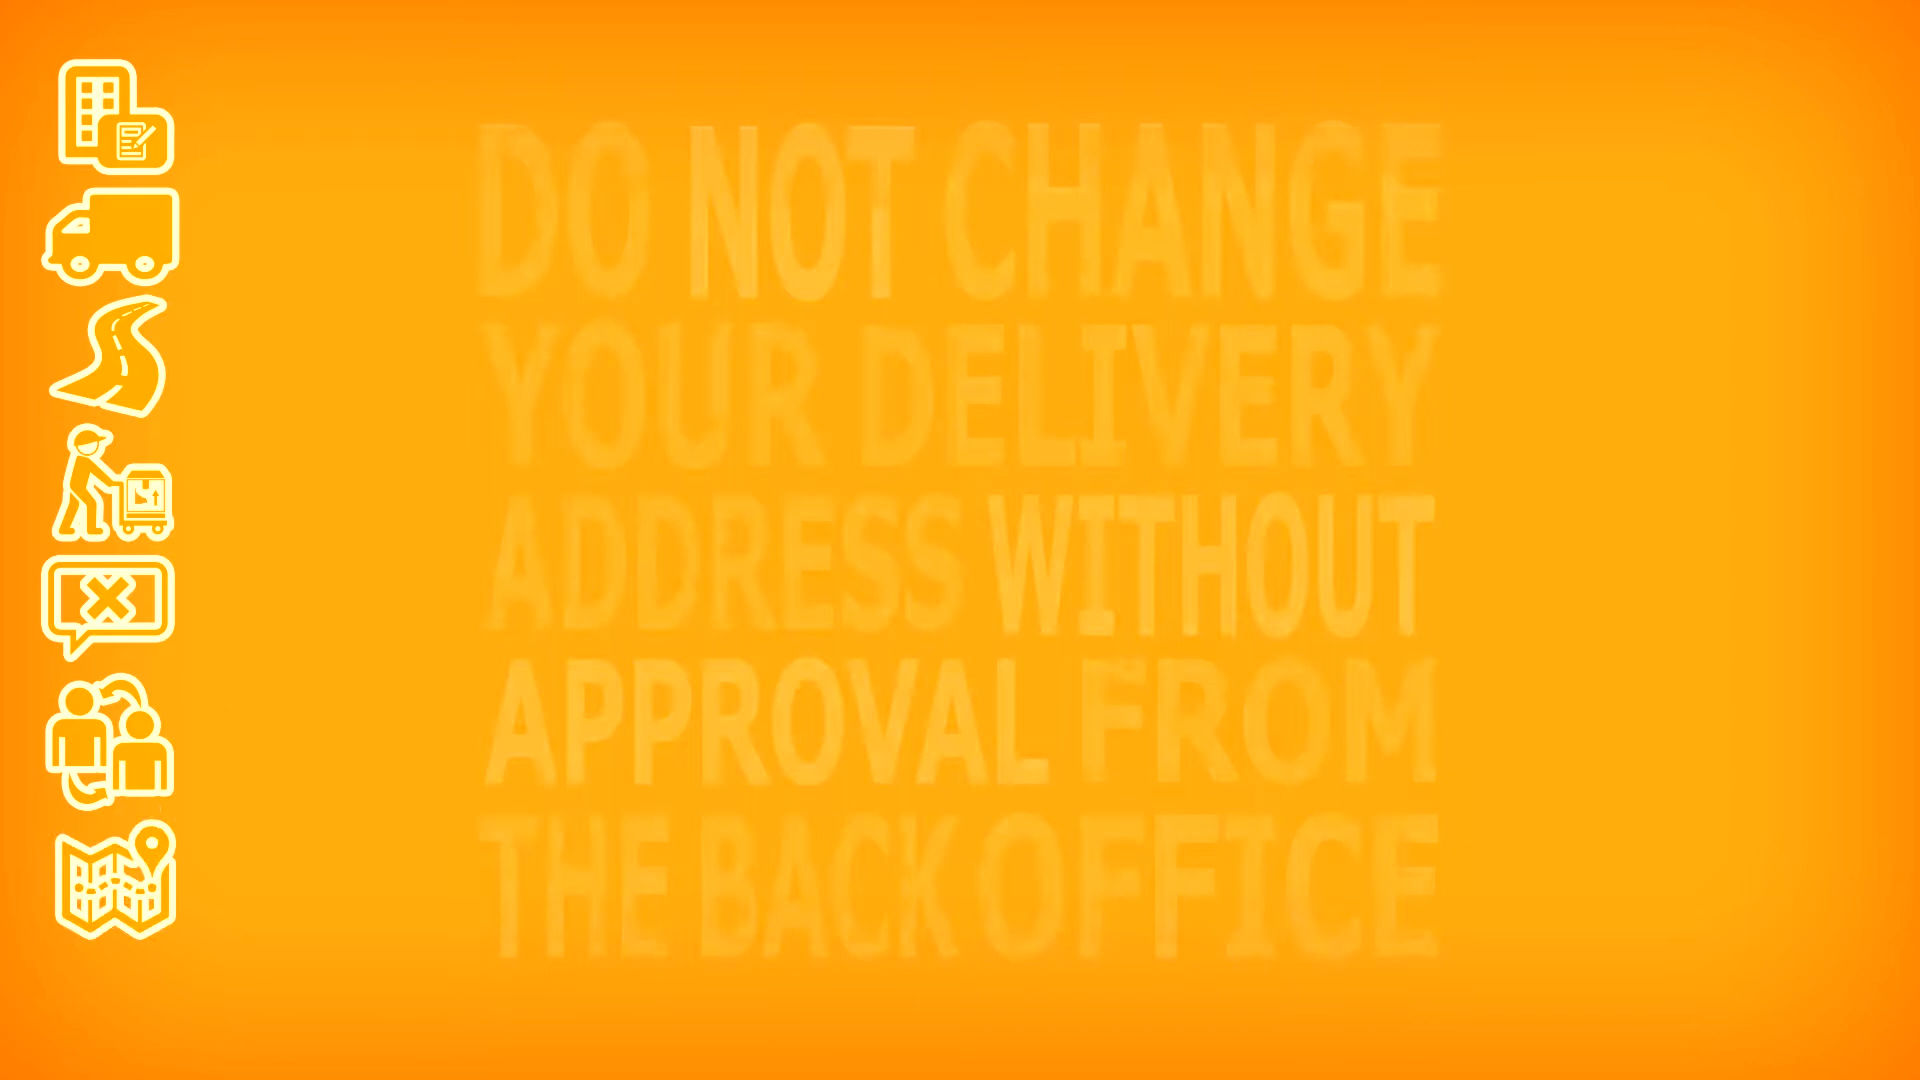 DO NOT CHANGE
YOUR DELIVERY
ADDRESS WITHOUT
APPROVAL FROM
THE BACK OFFICE